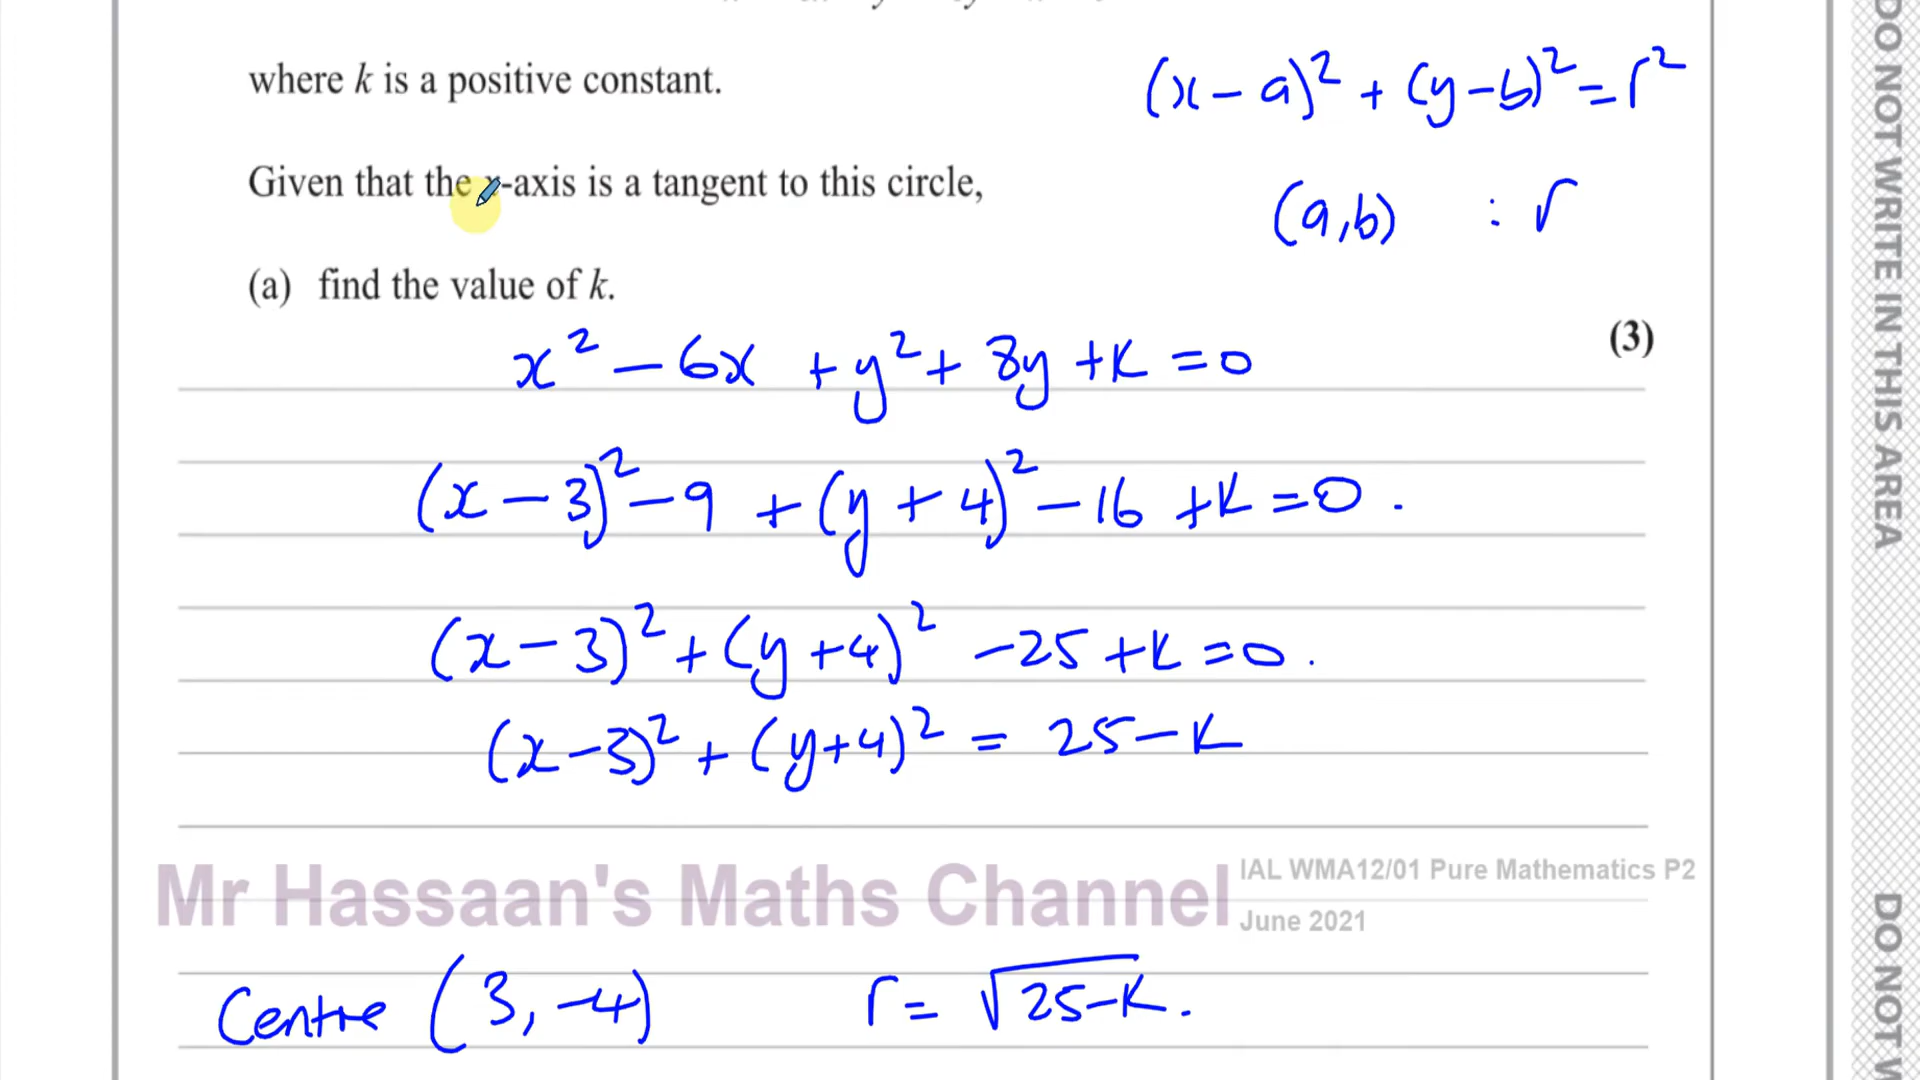 where k is a positive constant.
(x-a)² + (y-b)² = r²
Given that the x-axis is a tangent to this circle,
(a,b) : r
(a) find the value of k.
(3)
x² - 6x + y² + 8y + k = 0
(x - 3)² - 9 + (y + 4)² - 16 + k = 0.
(x - 3)² + (y + 4)² - 25 + k = 0.
(x - 3)² + (y + 4)² = 25 - k
Mr Hassaan's Maths Channel
IAL WMA12/01 Pure Mathematics P2
June 2021
Centre (3, -4) r = √25-k.
DO NOT WRITE IN THIS AREA
DO NOT W